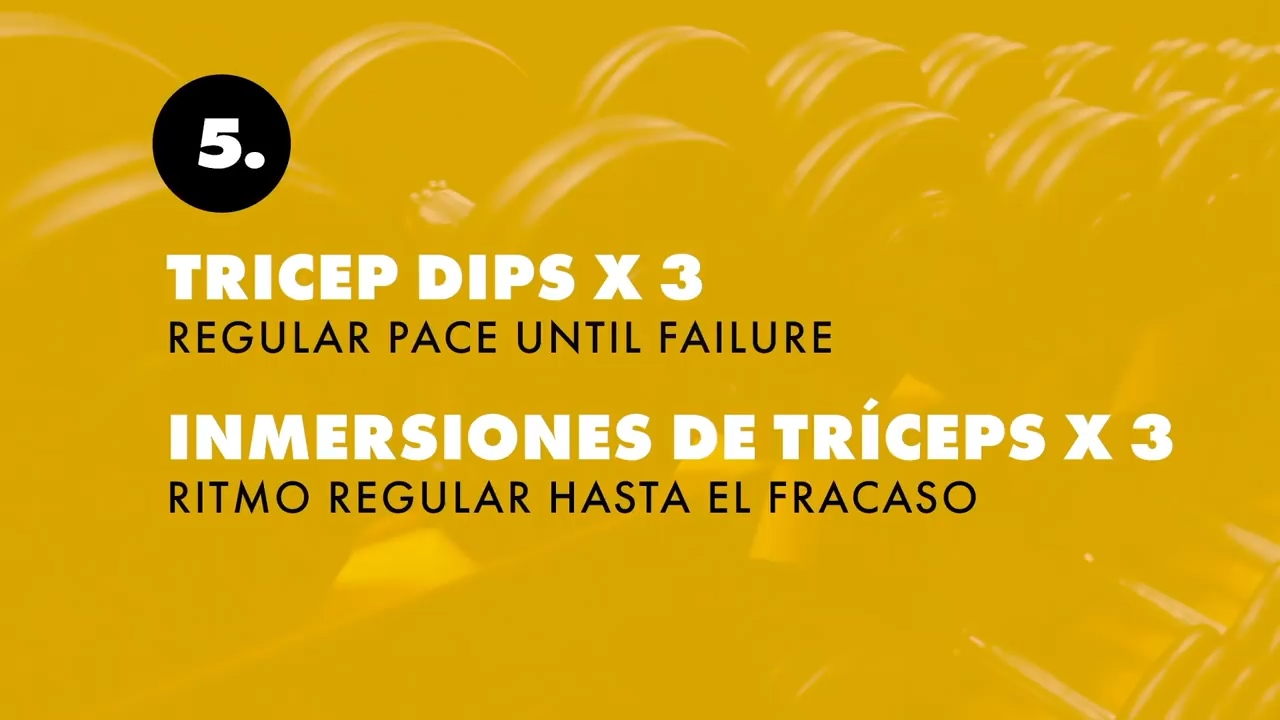 5.
TRICEP DIPS X 3
REGULAR PACE UNTIL FAILURE
INMERSIONES DE TRÍCEPS X 3
RITMO REGULAR HASTA EL FRACASO